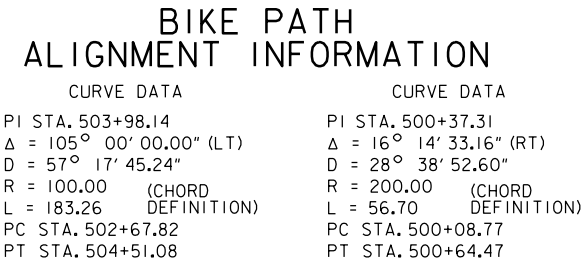 BIKE PATH
ALIGNMENT INFORMATION
CURVE DATA
PI STA. 503+98.14
Δ = 105° 00' 00.00" (LT)
D = 57° 17' 45.24"
R = 100.00 (CHORD
L = 183.26 DEFINITION)
PC STA. 502+67.82
PT STA. 504+51.08
CURVE DATA
PI STA. 500+37.31
Δ = 16° 14' 33.16" (RT)
D = 28° 38' 52.60"
R = 200.00 (CHORD
L = 56.70 DEFINITION)
PC STA. 500+08.77
PT STA. 500+64.47